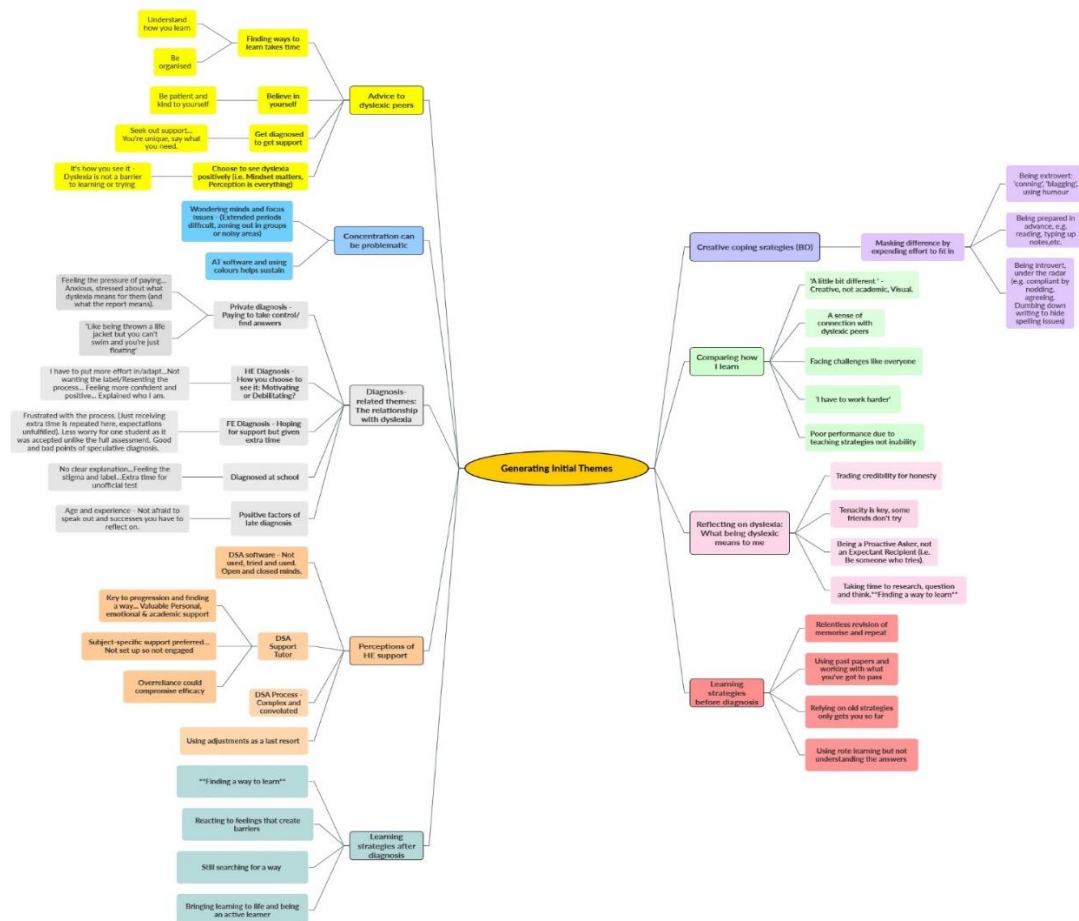 Understand
how you learn
Be
organised
Finding ways to
learn takes time
Be patient and
kind to yourself
Believe in
yourself
Seek out support...
You're unique, say what
you need.
Get diagnosed
to get support
It's how you see it -
Dyslexia is not a barrier
to learning or trying
Choose to see dyslexia
positively (i.e. Mindset matters,
Perception is everything)
Advice to
dyslexic peers
Wondering minds and focus
issues - (Extended periods
difficult, zoning out in groups
or noisy areas)
AT software and using
colours helps sustain
Concentration can
be problematic
Feeling the pressure of paying...
Anxious, stressed about what
dyslexia means for them (and
what the report means).
'Like being thrown a life
jacket but you can't
swim and you're just
floating'
Private diagnosis -
Paying to take control/
find answers
I have to put more effort in/adapt...Not
wanting the label/Resenting the
process... Feeling more confident and
positive... Explained who I am.
HE Diagnosis -
How you choose to
see it: Motivating
or Debilitating?
Frustrated with the process. (Just receiving
extra time is repeated here, expectations
unfulfilled). Less worry for one student as it
was accepted unlike the full assessment. Good
and bad points of speculative diagnosis.
FE Diagnosis - Hoping
for support but given
extra time
No clear explanation...Feeling the
stigma and label...Extra time for
unofficial test
Diagnosed at school
Age and experience - Not afraid to
speak out and successes you have to
reflect on.
Positive factors of
late diagnosis
Diagnosis-
related themes:
The relationship
with dyslexia
DSA software - Not
used, tried and used.
Open and closed minds.
Key to progression and finding
a way... Valuable Personal,
emotional & academic support
Subject-specific support preferred...
Not set up so not engaged
Overreliance could
compromise efficacy
DSA
Support
Tutor
DSA Process -
Complex and
convoluted
Using adjustments as a last resort
Perceptions of
HE support
**Finding a way to learn**
Reacting to feelings that create
barriers
Still searching for a way
Bringing learning to life and being
an active learner
Learning
strategies after
diagnosis
Generating Initial Themes
Creative coping srategies (BD)
Masking difference by
expending effort to fit in
Being extrovert:
'conning', 'blagging',
using humour
Being prepared in
advance, e.g.
reading, typing up
notes,etc.
Being introvert,
under the radar
(e.g. compliant by
nodding,
agreeing.
Dumbing down
writing to hide
spelling issues)
Comparing how
I learn
'A little bit different ' -
Creative, not academic, Visual.
A sense of
connection with
dyslexic peers
Facing challenges like everyone
'I have to work harder'
Poor performance due to
teaching strategies not inability
Reflecting on dyslexia:
What being dyslexic
means to me
Trading credibility for honesty
Tenacity is key, some
friends don't try
Being a Proactive Asker, not
an Expectant Recipient (i.e.
Be someone who tries).
Taking time to research, question
and think,**Finding a way to learn**
Learning
strategies
before diagnosis
Relentless revision of
memorise and repeat
Using past papers and
working with what
you've got to pass
Relying on old strategies
only gets you so far
Using rote learning but not
understanding the answers